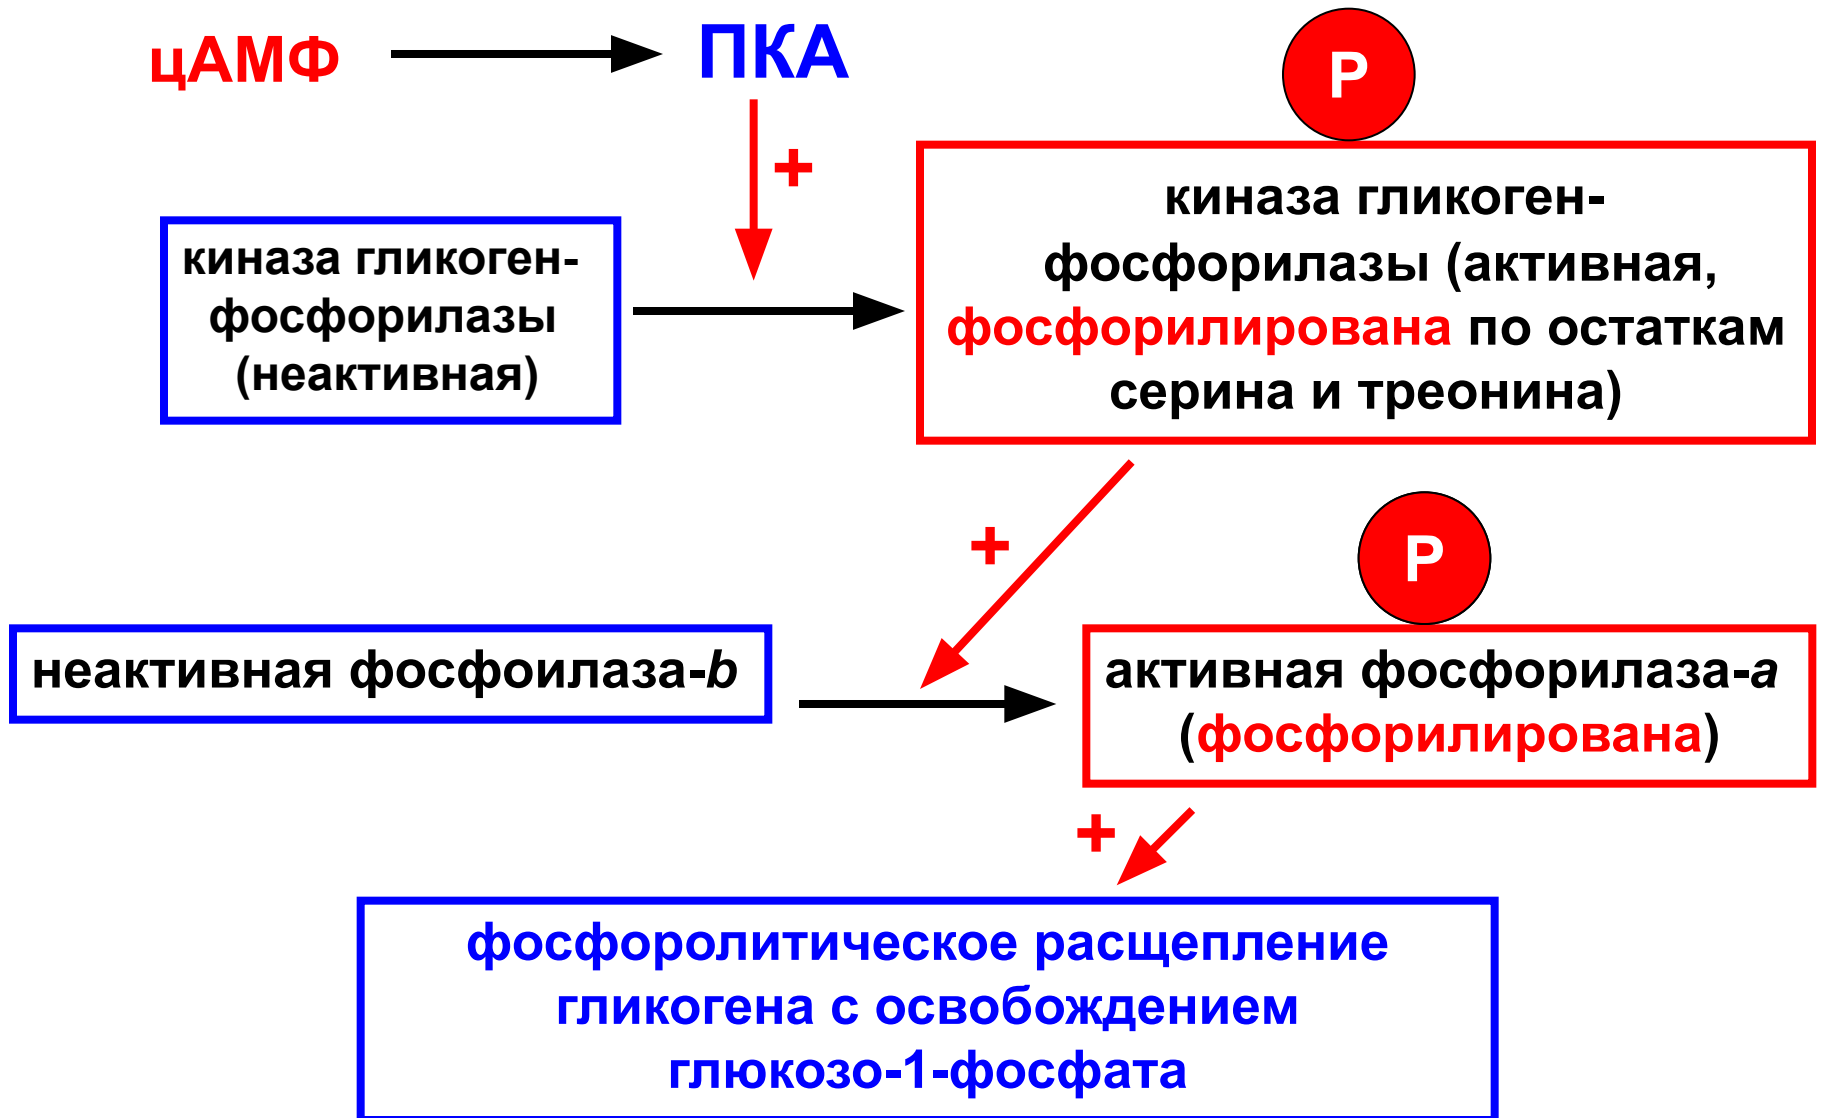 цАМФ
ПКА
P
+
киназа гликоген-
фосфорилазы
(неактивная)
киназа гликоген-
фосфорилазы (активная,
фосфорилирована по остаткам
серина и треонина)
+
P
неактивная фосфоилаза-b
активная фосфорилаза-a
(фосфорилирована)
+
фосфоролитическое расщепление
гликогена с освобождением
глюкозо-1-фосфата